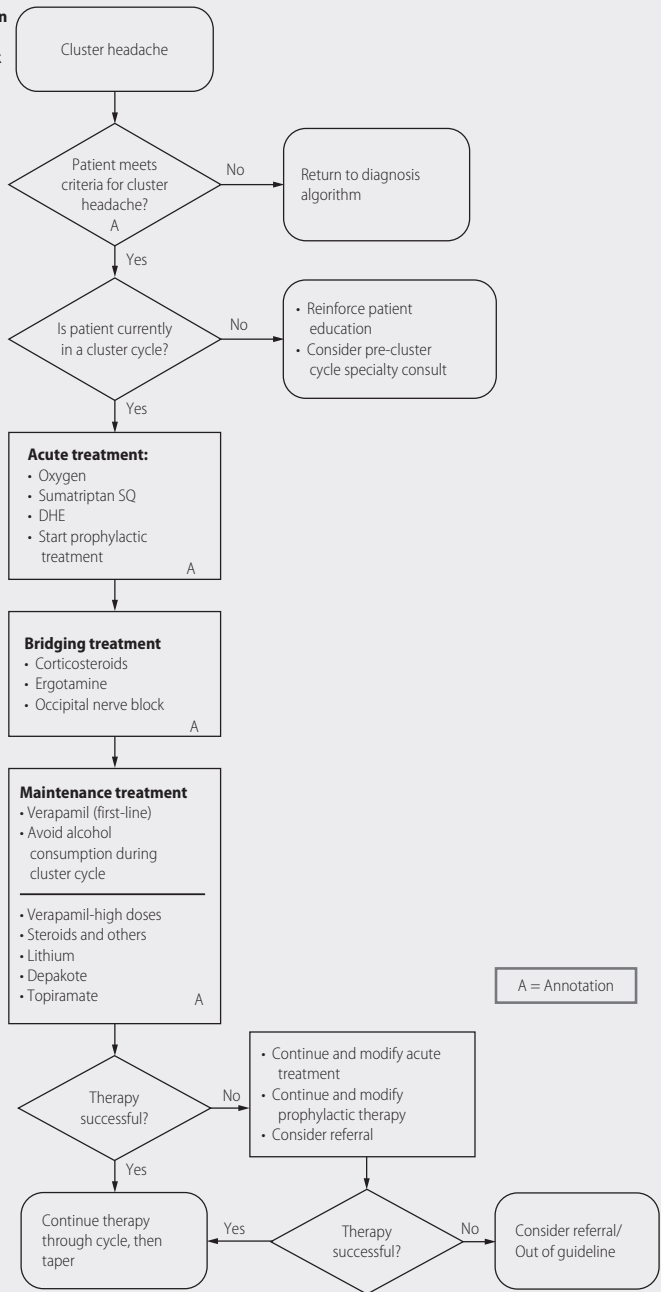 Cluster headache
Patient meets
criteria for cluster
headache?
A
No
Return to diagnosis
algorithm
Yes
Is patient currently
in a cluster cycle?
No
• Reinforce patient
education
• Consider pre-cluster
cycle specialty consult
Yes
Acute treatment:
• Oxygen
• Sumatriptan SQ
• DHE
• Start prophylactic
treatment
A
Bridging treatment
• Corticosteroids
• Ergotamine
• Occipital nerve block
A
Maintenance treatment
• Verapamil (first-line)
• Avoid alcohol
consumption during
cluster cycle
• Verapamil-high doses
• Steroids and others
• Lithium
• Depakote
• Topiramate
A
A = Annotation
Therapy
successful?
No
• Continue and modify acute
treatment
• Continue and modify
prophylactic therapy
• Consider referral
Yes
Continue therapy
through cycle, then
taper
Yes
Therapy
successful?
No
Consider referral/
Out of guideline